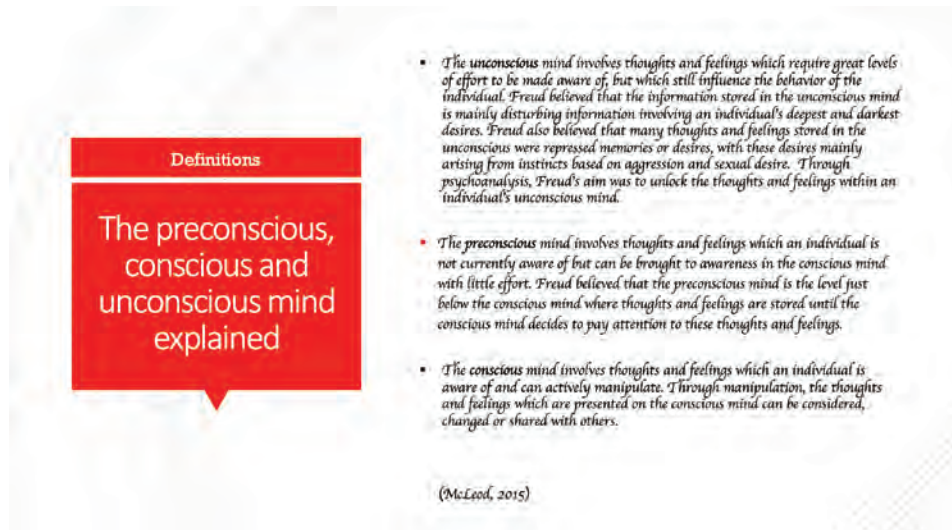 Definitions
The preconscious,
conscious and
unconscious mind
explained
• The unconscious mind involves thoughts and feelings which require great levels
of effort to be made aware of, but which still influence the behavior of the
individual. Freud believed that the information stored in the unconscious mind
is mainly disturbing information involving an individual's deepest and darkest
desires. Freud also believed that many thoughts and feelings stored in the
unconscious were repressed memories or desires, with these desires mainly
arising from instincts based on aggression and sexual desire. Through
psychoanalysis, Freud's aim was to unlock the thoughts and feelings within an
individual's unconscious mind.
• The preconscious mind involves thoughts and feelings which an individual is
not currently aware of but can be brought to awareness in the conscious mind
with little effort. Freud believed that the preconscious mind is the level just
below the conscious mind where thoughts and feelings are stored until the
conscious mind decides to pay attention to these thoughts and feelings.
• The conscious mind involves thoughts and feelings which an individual is
aware of and can actively manipulate. Through manipulation, the thoughts
and feelings which are presented on the conscious mind can be considered,
changed or shared with others.
(McLeod, 2015)